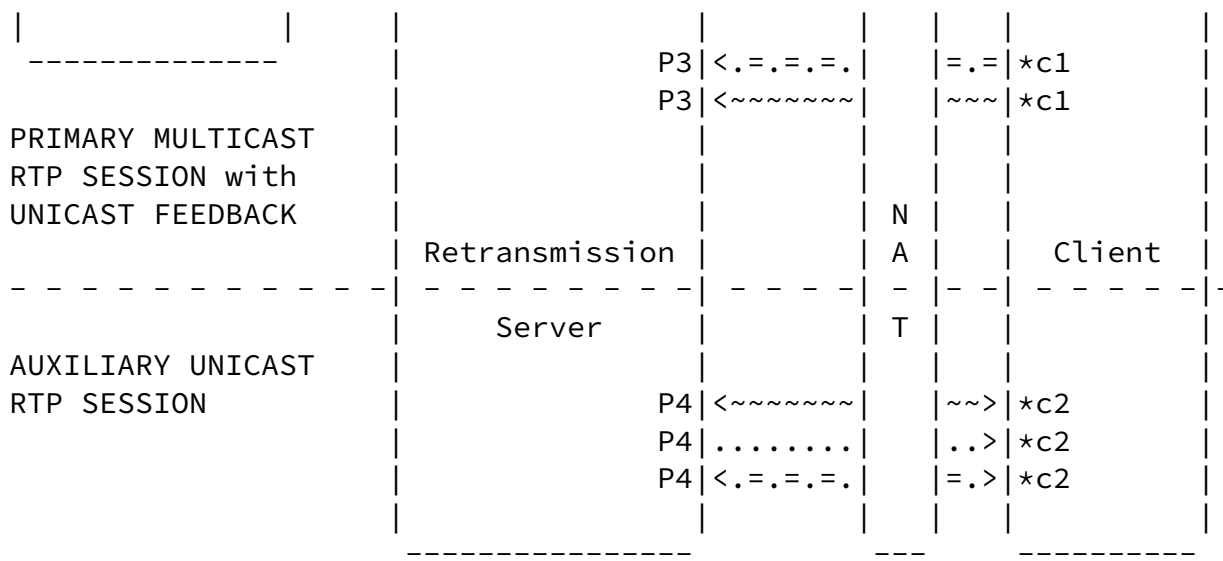 |              |     |               |       |   |  |         |
 --------------      |             P3|<.=.=.=.|   |=.=|*c1      |
                     |             P3|<~~~~~~~|   |~~~|*c1      |
PRIMARY MULTICAST    |               |        |   |   |         |
RTP SESSION with     |               |        |   |   |         |
UNICAST FEEDBACK     |               |        | N |   |         |
                     | Retransmission |        | A |   |  Client |
- - - - - - - - - - -| - - - - - - - -| - - - -| - |- -| - - - - -|-
                     |    Server     |        | T |   |         |
AUXILIARY UNICAST    |               |        |   |   |         |
RTP SESSION          |             P4|<~~~~~~~|   |~~>|*c2      |
                     |             P4|........|   |..>|*c2      |
                     |             P4|<.=.=.=.|   |=.>|*c2      |
                     |               |        |   |   |         |
                      ----------------         ---     ----------